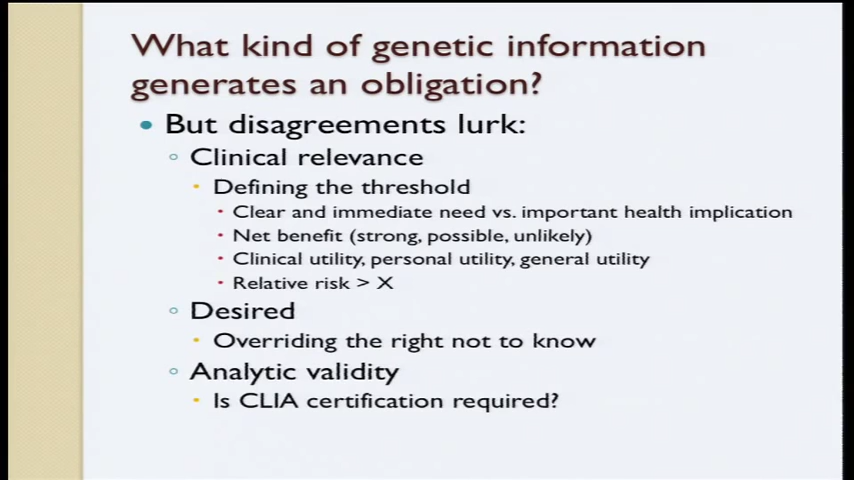 What kind of genetic information
generates an obligation?
• But disagreements lurk:
◦ Clinical relevance
• Defining the threshold
• Clear and immediate need vs. important health implication
• Net benefit (strong, possible, unlikely)
• Clinical utility, personal utility, general utility
• Relative risk > X
◦ Desired
• Overriding the right not to know
◦ Analytic validity
• Is CLIA certification required?